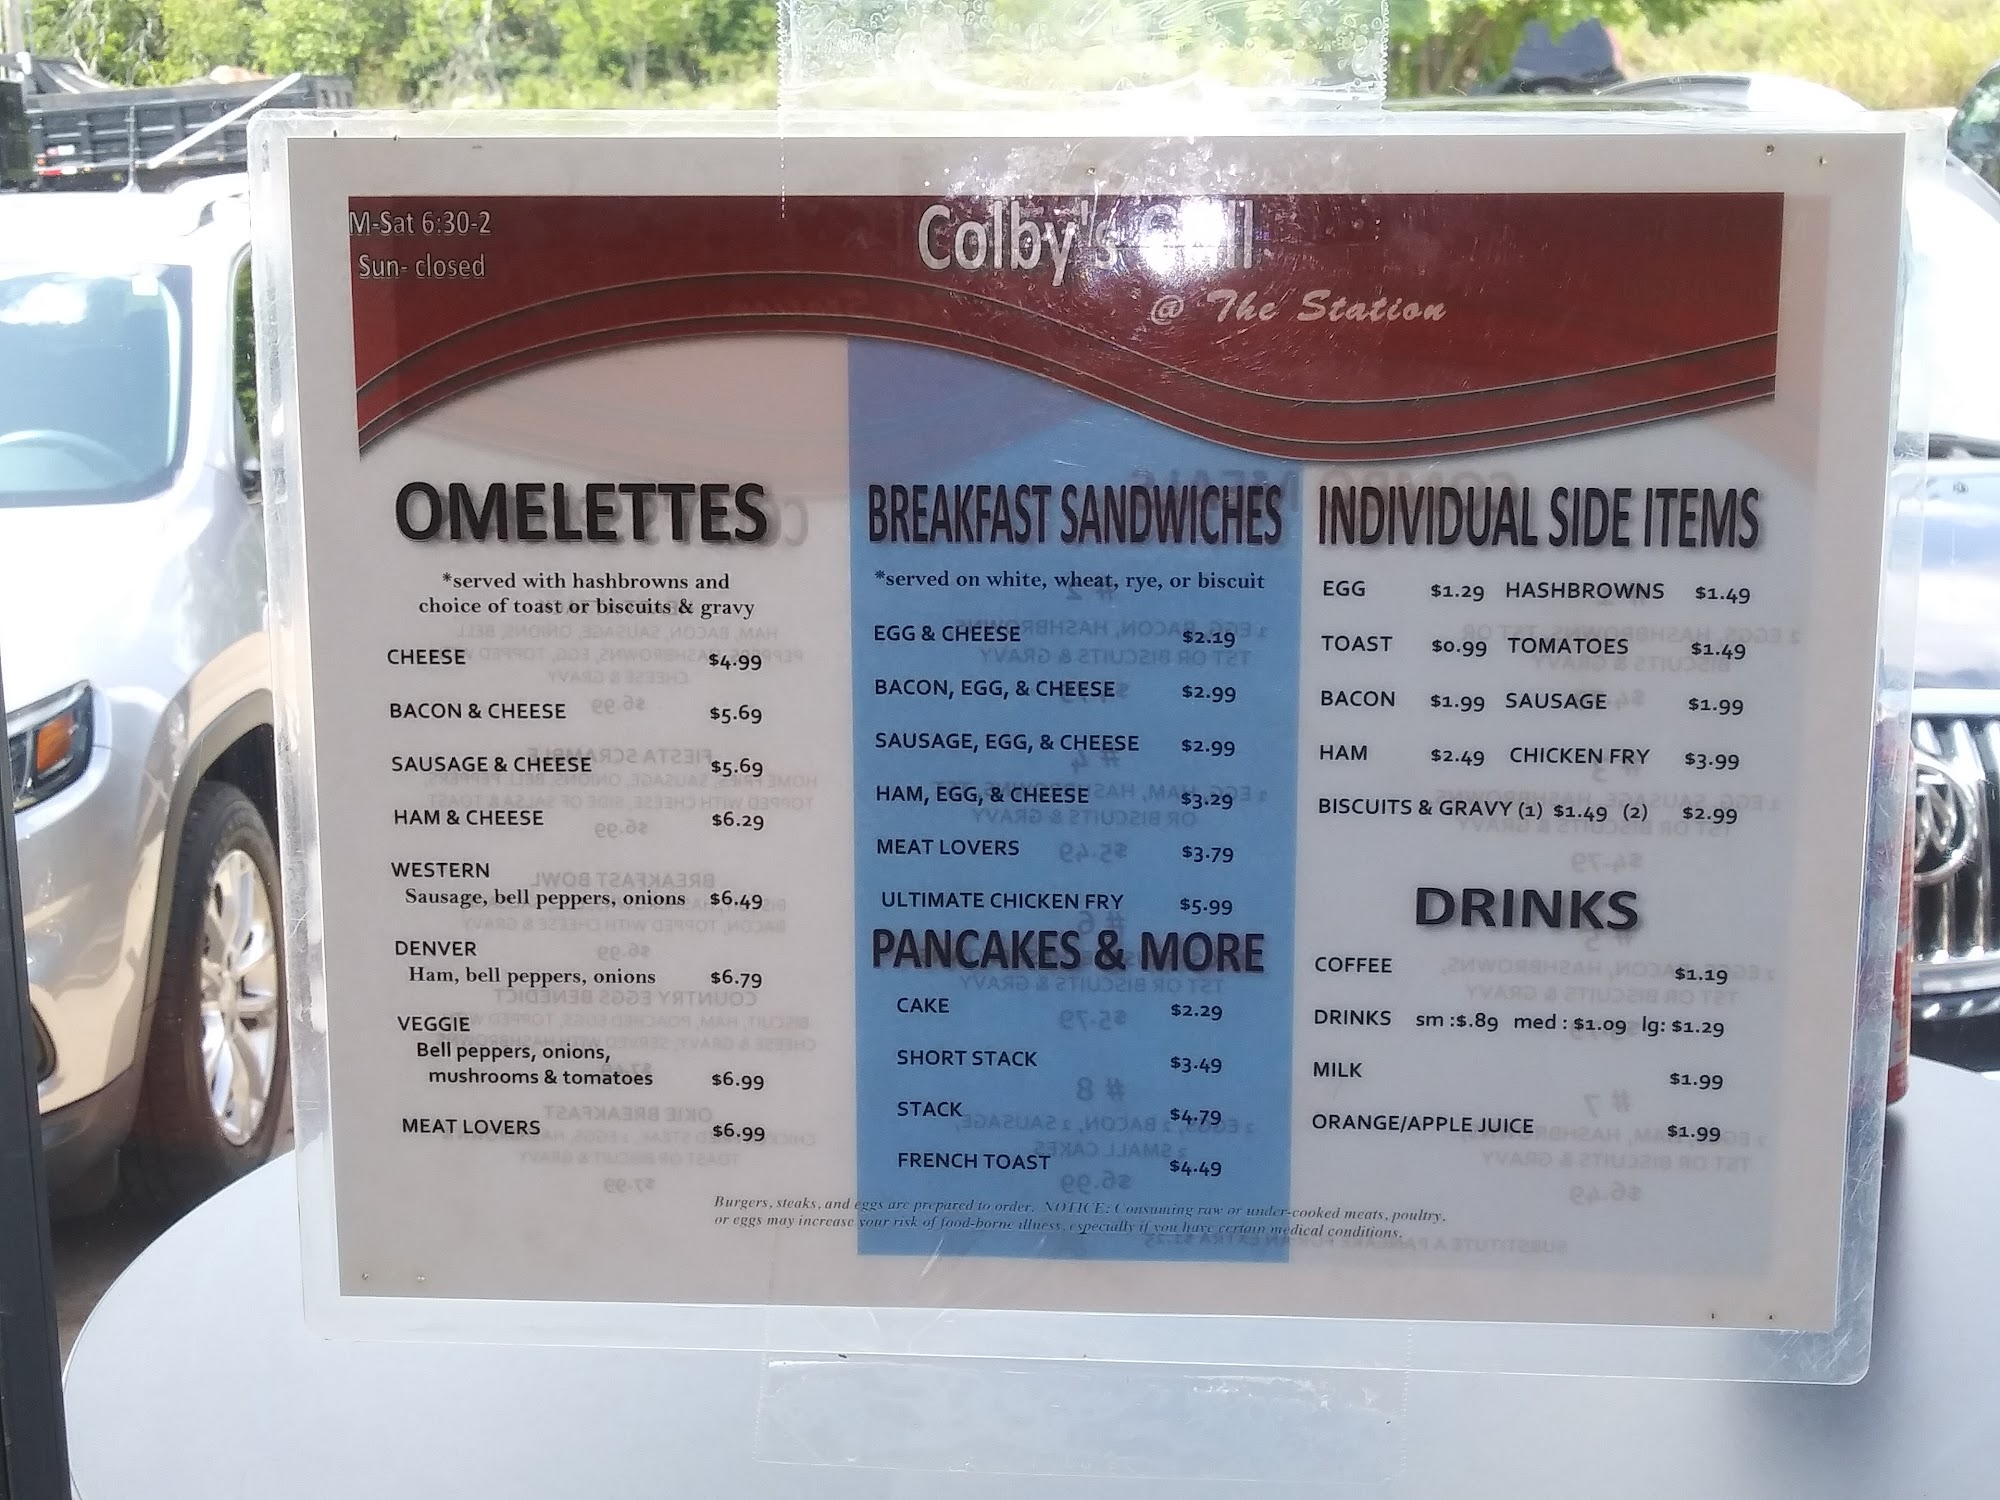 M-Sat 6:30-2
Sun- closed
Colby's
@ The Station
OMELETTES
*served with hashbrowns and
choice of toast or biscuits & gravy
CHEESE $4.99
BACON & CHEESE $5.69
SAUSAGE & CHEESE $5.69
HAM & CHEESE $6.29
WESTERN
Sausage, bell peppers, onions $6.49
DENVER
Ham, bell peppers, onions $6.79
VEGGIE
Bell peppers, onions,
mushrooms & tomatoes $6.99
MEAT LOVERS $6.99
BREAKFAST SANDWICHES
*served on white, wheat, rye, or biscuit
EGG & CHEESE $2.19
BACON, EGG, & CHEESE $2.99
SAUSAGE, EGG, & CHEESE $2.99
HAM, EGG, & CHEESE $3.29
MEAT LOVERS $3.79
ULTIMATE CHICKEN FRY $5.99
PANCAKES & MORE
CAKE $2.29
SHORT STACK $3.49
STACK $4.79
FRENCH TOAST $4.49
INDIVIDUAL SIDE ITEMS
EGG $1.29 HASHBROWNS $1.49
TOAST $0.99 TOMATOES $1.49
BACON $1.99 SAUSAGE $1.99
HAM $2.49 CHICKEN FRY $3.99
BISCUITS & GRAVY (1) $1.49 (2) $2.99
DRINKS
COFFEE $1.19
DRINKS sm :$.89 med : $1.09 lg: $1.29
MILK $1.99
ORANGE/APPLE JUICE $1.99
Burgers, steaks, and eggs are prepared to order. NOTICE: Consuming raw or under-cooked meats, poultry,
or eggs may increase your risk of food-borne illness, especially if you have certain medical conditions.